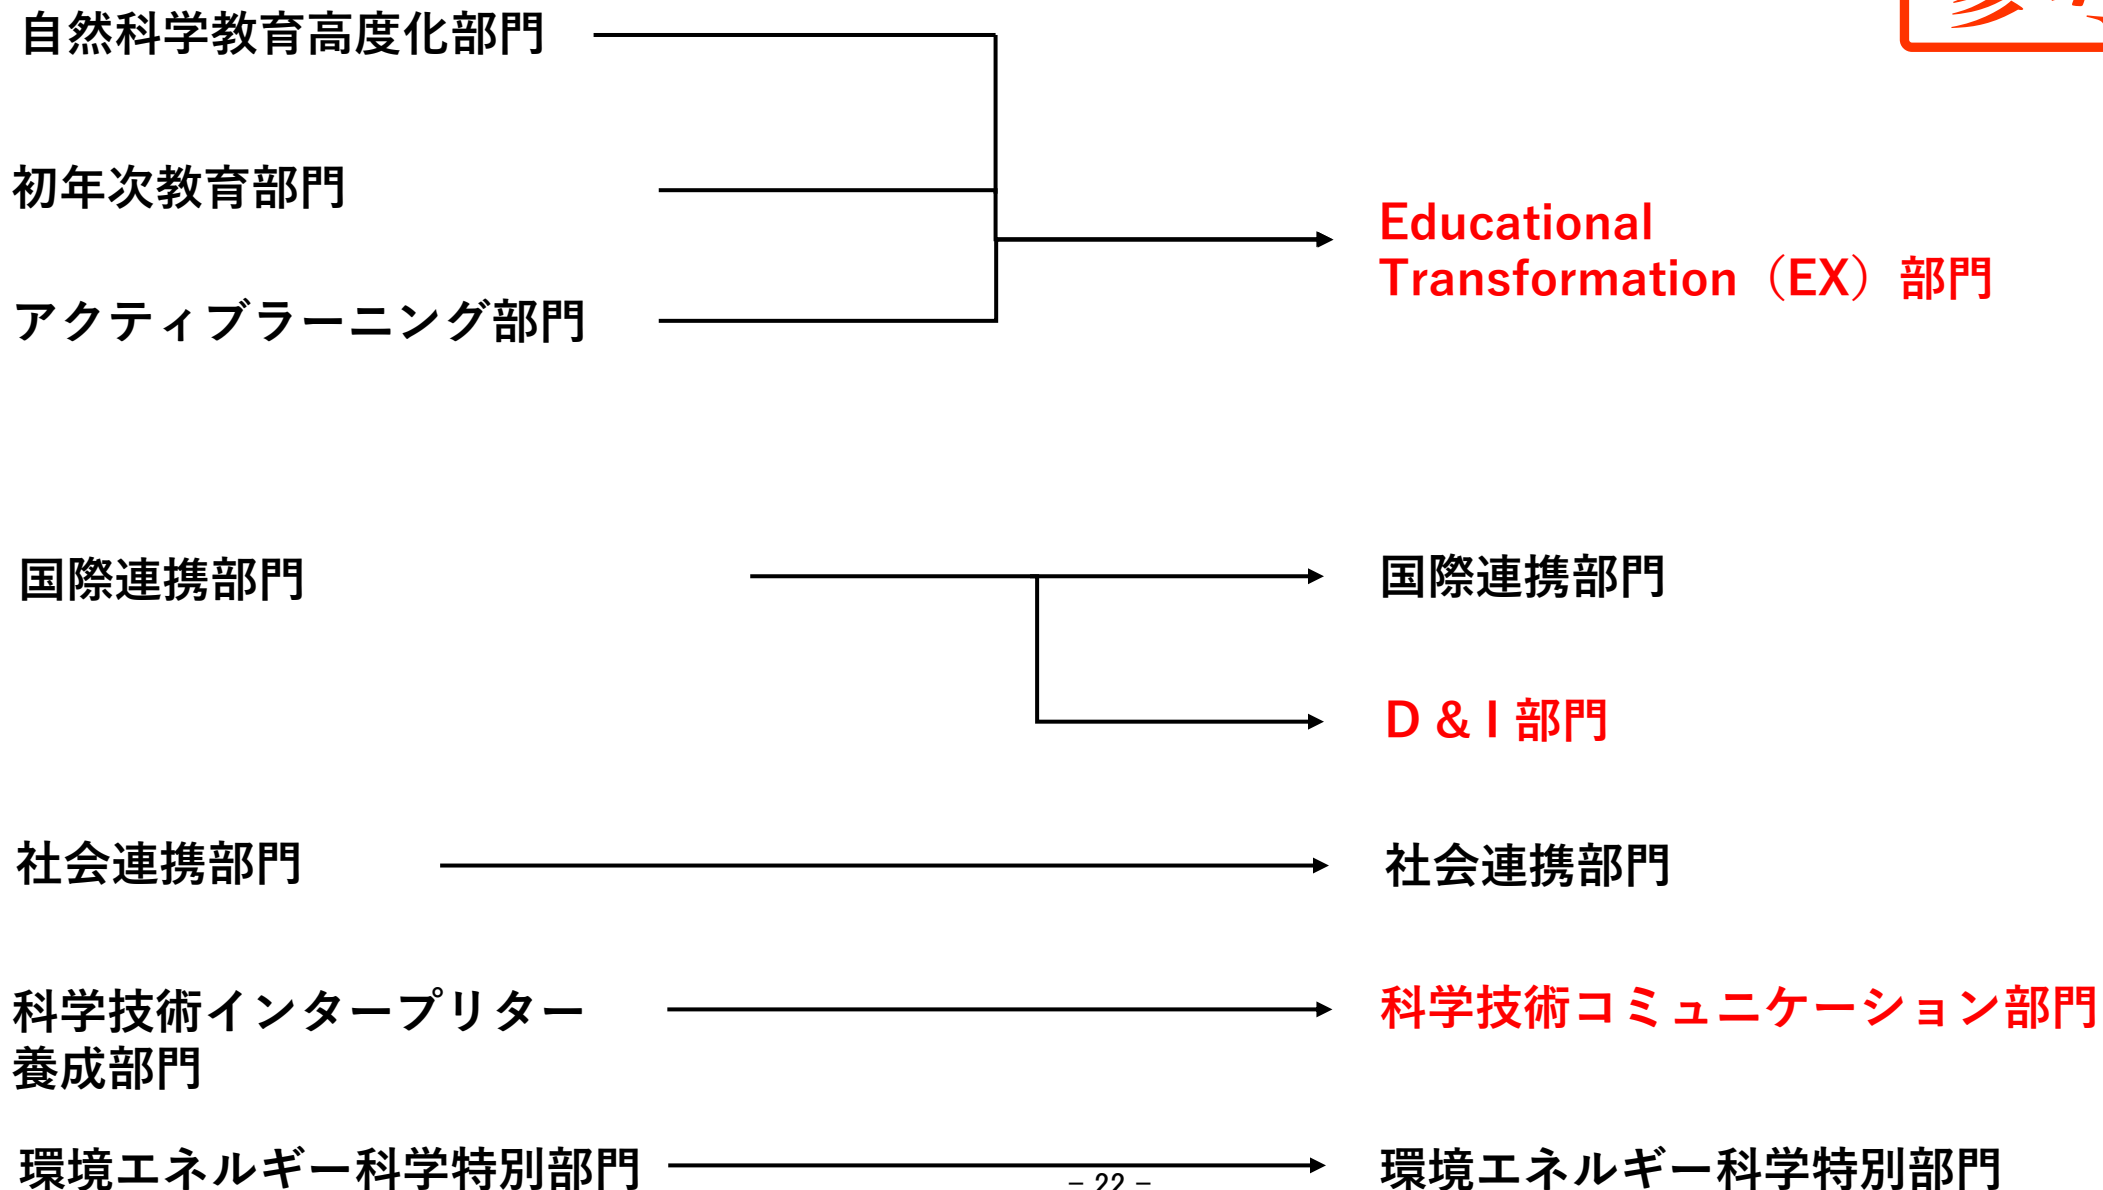 自然科学教育高度化部門
初年次教育部門
アクティブラーニング部門
Educational
Transformation（EX）部門
国際連携部門
国際連携部門
D & I 部門
社会連携部門
社会連携部門
科学技術インタープリター
養成部門
科学技術コミュニケーション部門
環境エネルギー科学特別部門
環境エネルギー科学特別部門
- 22 -